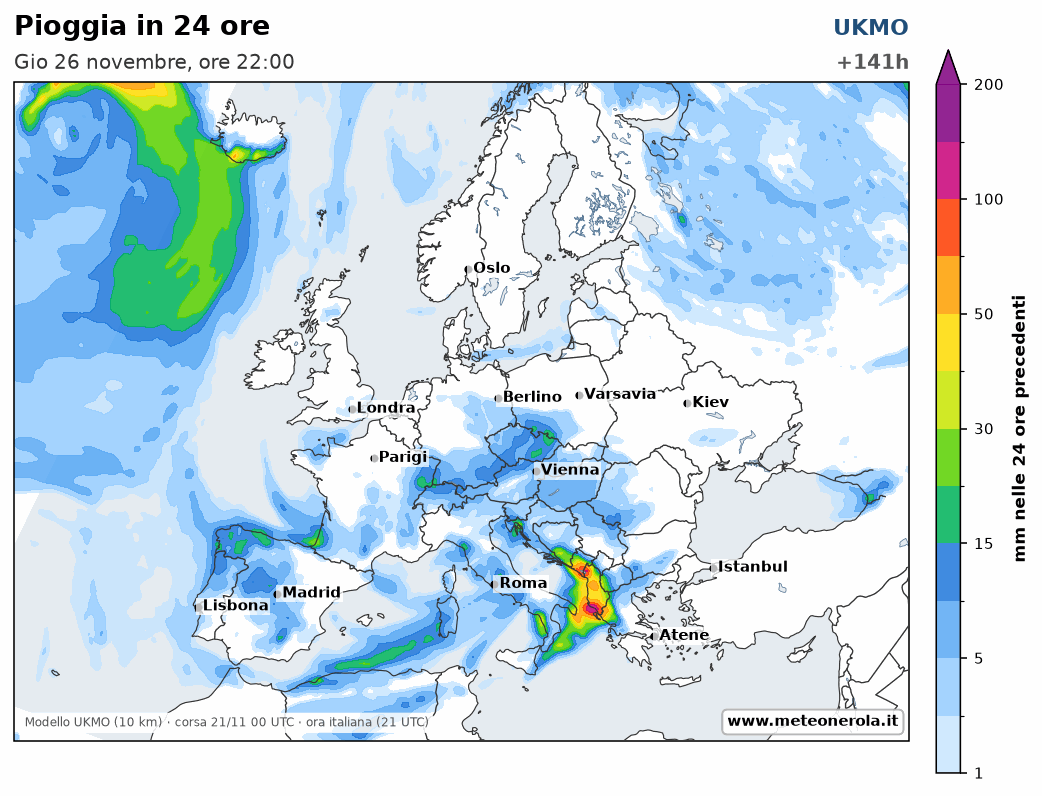 Pioggia in 24 ore
UKMO
Gio 26 novembre, ore 22:00
+141h
200
100
50
30
15
5
1
mm nelle 24 ore precedenti
Oslo
Londra
Berlino
Varsavia
Kiev
Parigi
Vienna
Istanbul
Madrid
Roma
Lisbona
Atene
Modello UKMO (10 km) · corsa 21/11 00 UTC · ora italiana (21 UTC)
www.meteonerola.it